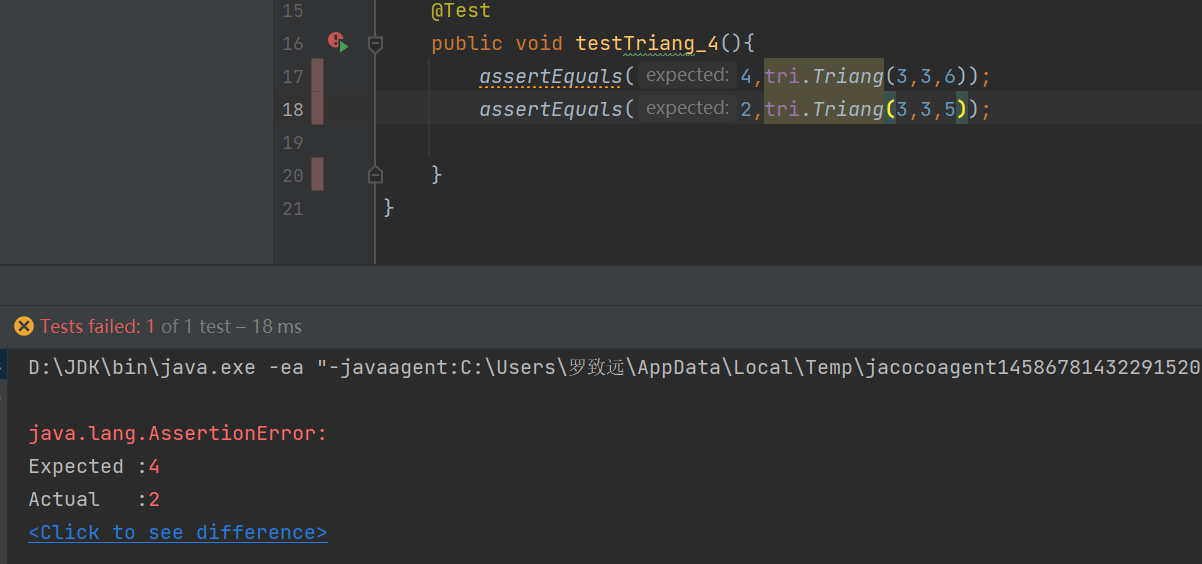 15 @Test
16 public void testTriang_4(){
17 assertEquals( expected: 4,tri.Triang(3,3,6));
18 assertEquals( expected: 2,tri.Triang(3,3,5));
19
20 }
21 }
Tests failed: 1 of 1 test – 18 ms
D:\JDK\bin\java.exe -ea "-javaagent:C:\Users\罗致远\AppData\Local\Temp\jacocoagent14586781432291520
java.lang.AssertionError:
Expected :4
Actual :2
<Click to see difference>